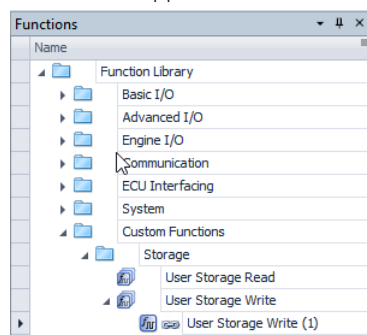 Functions
Name
Function Library
Basic I/O
Advanced I/O
Engine I/O
Communication
ECU Interfacing
System
Custom Functions
Storage
User Storage Read
User Storage Write
User Storage Write (1)